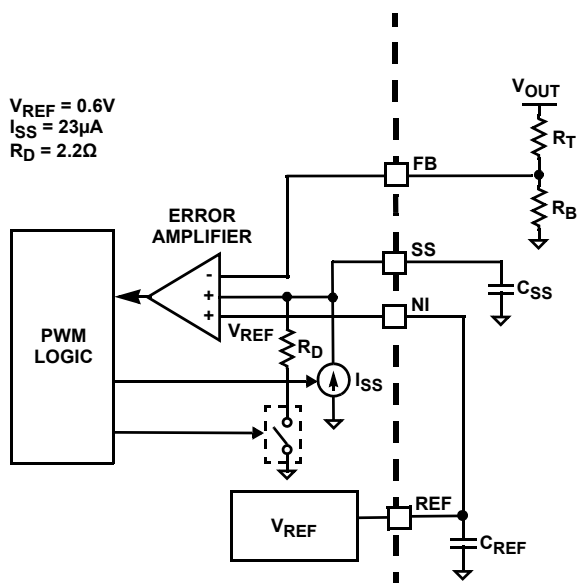 V_REF = 0.6V
I_SS = 23µA
R_D = 2.2Ω
V_OUT
R_T
FB
R_B
ERROR
AMPLIFIER
SS
C_SS
-
+
+
NI
V_REF
R_D
I_SS
PWM
LOGIC
REF
V_REF
C_REF